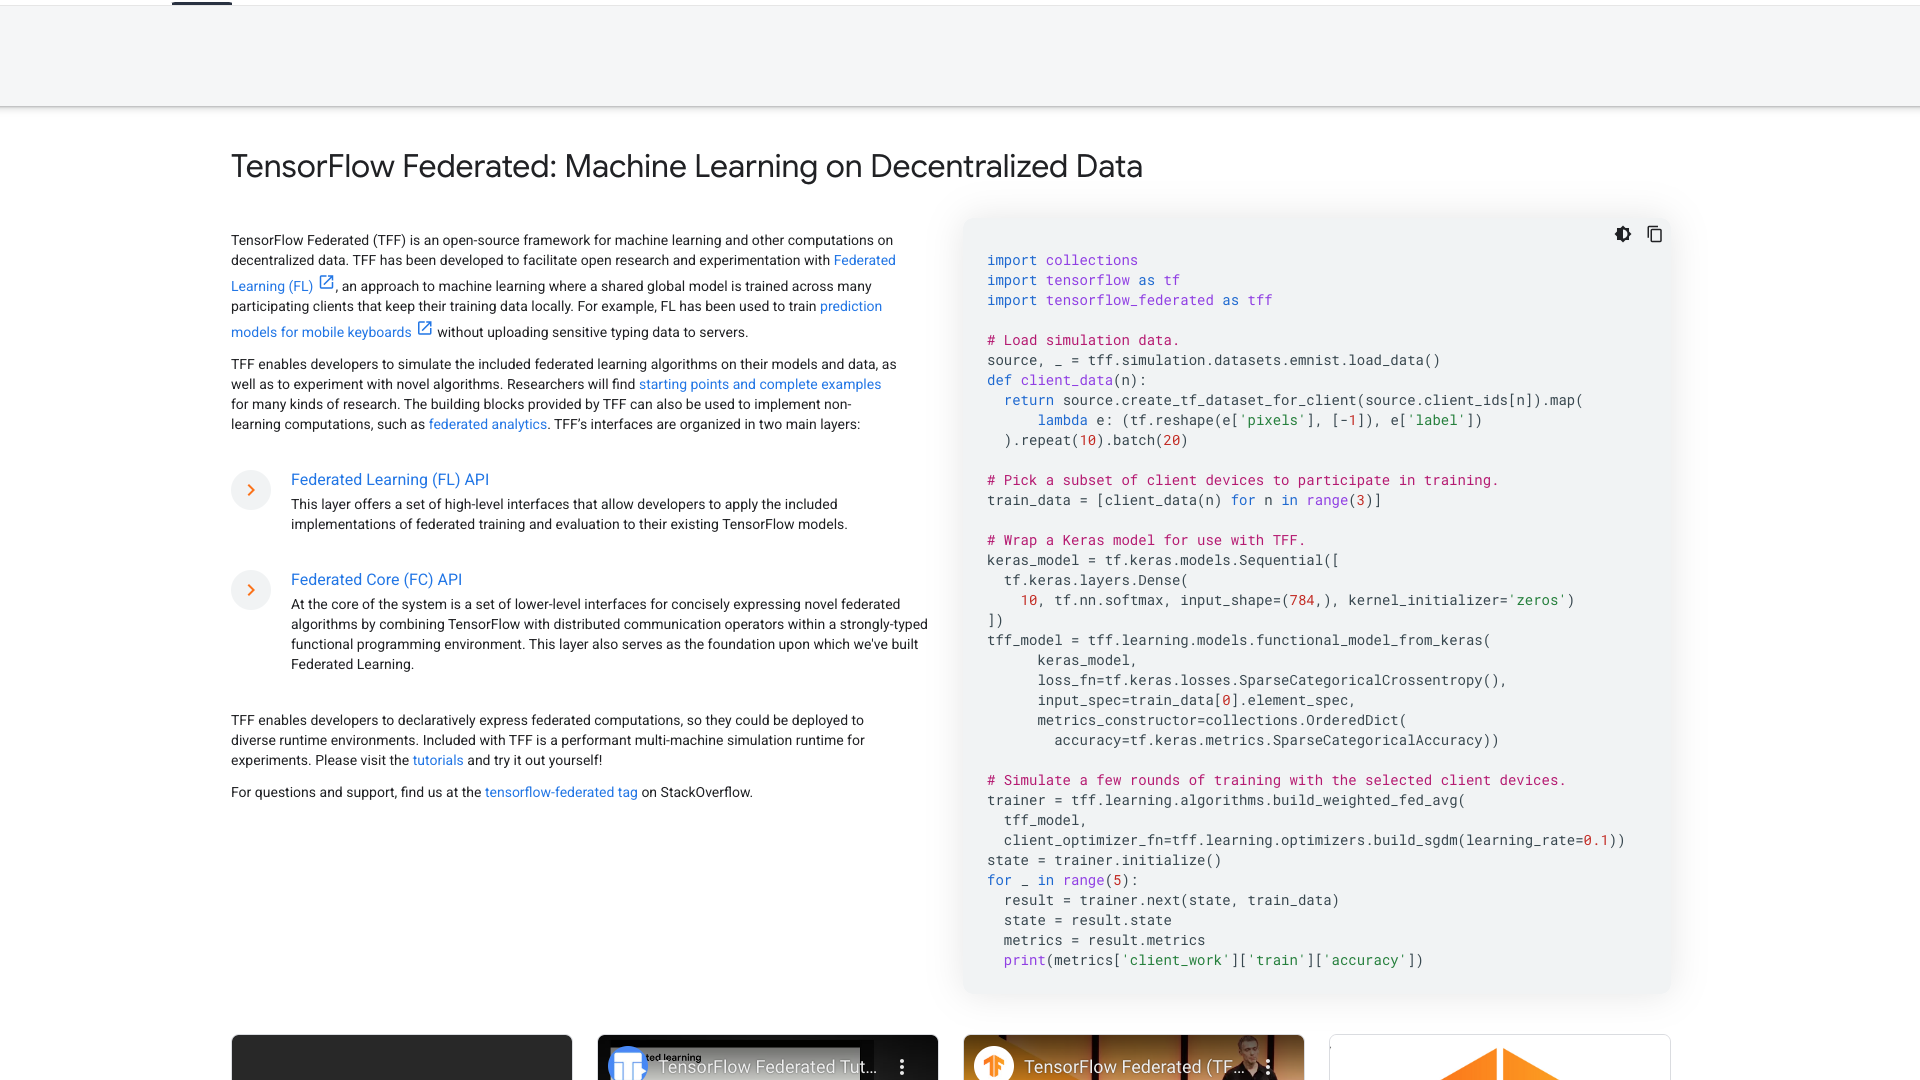 TensorFlow Federated: Machine Learning on Decentralized Data
TensorFlow Federated (TFF) is an open-source framework for machine learning and other computations on
decentralized data. TFF has been developed to facilitate open research and experimentation with Federated
Learning (FL) , an approach to machine learning where a shared global model is trained across many
participating clients that keep their training data locally. For example, FL has been used to train prediction
models for mobile keyboards without uploading sensitive typing data to servers.
TFF enables developers to simulate the included federated learning algorithms on their models and data, as
well as to experiment with novel algorithms. Researchers will find starting points and complete examples
for many kinds of research. The building blocks provided by TFF can also be used to implement non-
learning computations, such as federated analytics. TFF’s interfaces are organized in two main layers:
Federated Learning (FL) API
This layer offers a set of high-level interfaces that allow developers to apply the included
implementations of federated training and evaluation to their existing TensorFlow models.
Federated Core (FC) API
At the core of the system is a set of lower-level interfaces for concisely expressing novel federated
algorithms by combining TensorFlow with distributed communication operators within a strongly-typed
functional programming environment. This layer also serves as the foundation upon which we've built
Federated Learning.
TFF enables developers to declaratively express federated computations, so they could be deployed to
diverse runtime environments. Included with TFF is a performant multi-machine simulation runtime for
experiments. Please visit the tutorials and try it out yourself!
For questions and support, find us at the tensorflow-federated tag on StackOverflow.
import collections
import tensorflow as tf
import tensorflow_federated as tff
# Load simulation data.
source, _ = tff.simulation.datasets.emnist.load_data()
def client_data(n):
  return source.create_tf_dataset_for_client(source.client_ids[n]).map(
      lambda e: (tf.reshape(e['pixels'], [-1]), e['label'])
  ).repeat(10).batch(20)
# Pick a subset of client devices to participate in training.
train_data = [client_data(n) for n in range(3)]
# Wrap a Keras model for use with TFF.
keras_model = tf.keras.models.Sequential([
  tf.keras.layers.Dense(
    10, tf.nn.softmax, input_shape=(784,), kernel_initializer='zeros')
])
tff_model = tff.learning.models.functional_model_from_keras(
      keras_model,
      loss_fn=tf.keras.losses.SparseCategoricalCrossentropy(),
      input_spec=train_data[0].element_spec,
      metrics_constructor=collections.OrderedDict(
        accuracy=tf.keras.metrics.SparseCategoricalAccuracy))
# Simulate a few rounds of training with the selected client devices.
trainer = tff.learning.algorithms.build_weighted_fed_avg(
  tff_model,
  client_optimizer_fn=tff.learning.optimizers.build_sgdm(learning_rate=0.1))
state = trainer.initialize()
for _ in range(5):
  result = trainer.next(state, train_data)
  state = result.state
  metrics = result.metrics
  print(metrics['client_work']['train']['accuracy'])
learning
TensorFlow Federated Tut...
TensorFlow Federated (TF...